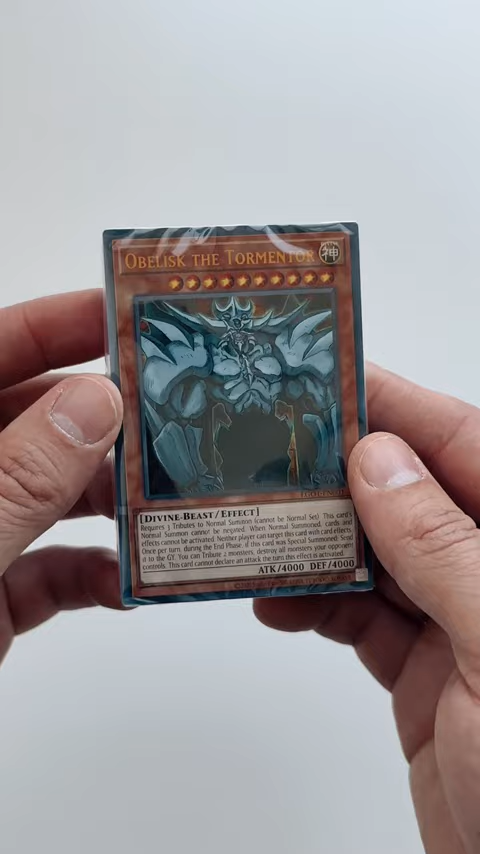 OBELISK THE TORMENTOR 神
[DIVINE-BEAST / EFFECT]
Requires 3 Tributes to Normal Summon (cannot be Normal Set). This card's
Normal Summon cannot be negated. When Normal Summoned, cards and
effects cannot be activated. Neither player can target this card with card effects.
Once per turn, during the End Phase, if this card was Special Summoned: Send
it to the GY. You can Tribute 2 monsters; destroy all monsters your opponent
controls. This card cannot declare an attack the turn this effect is activated.
ATK/4000 DEF/4000